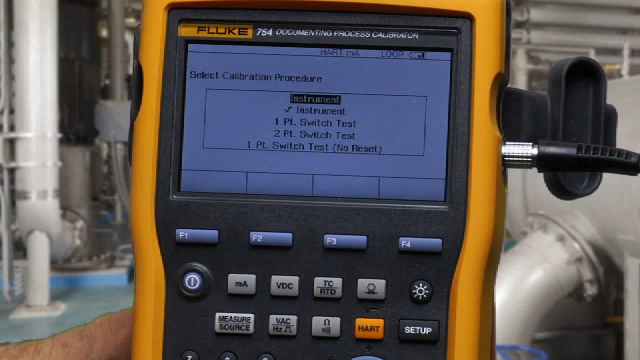 FLUKE 754 DOCUMENTING PROCESS CALIBRATOR
HART mA LOOP
Select Calibration Procedure
Instrument
√ Instrument
1 Pt. Switch Test
2 Pt. Switch Test
1 Pt. Switch Test (No Reset)
F1 F2 F3 F4
mA VDC TC RTD
MEASURE SOURCE VAC Hz Ω HART SETUP
7